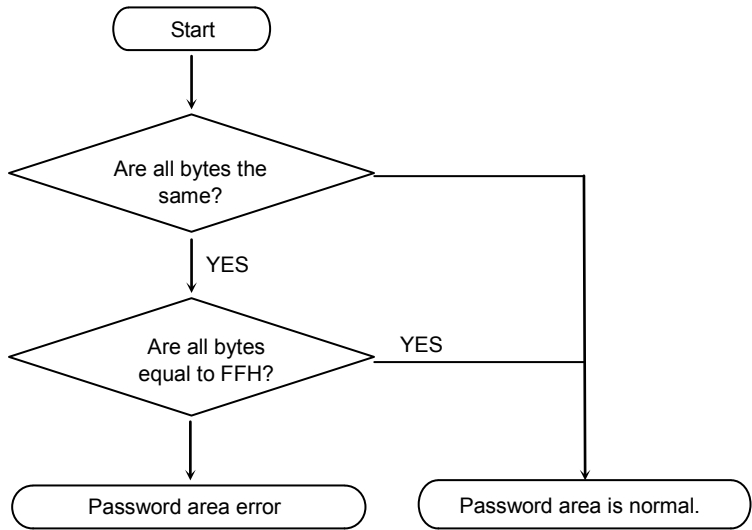 Start
Are all bytes the
same?
YES
Are all bytes
equal to FFH?
YES
Password area error
Password area is normal.